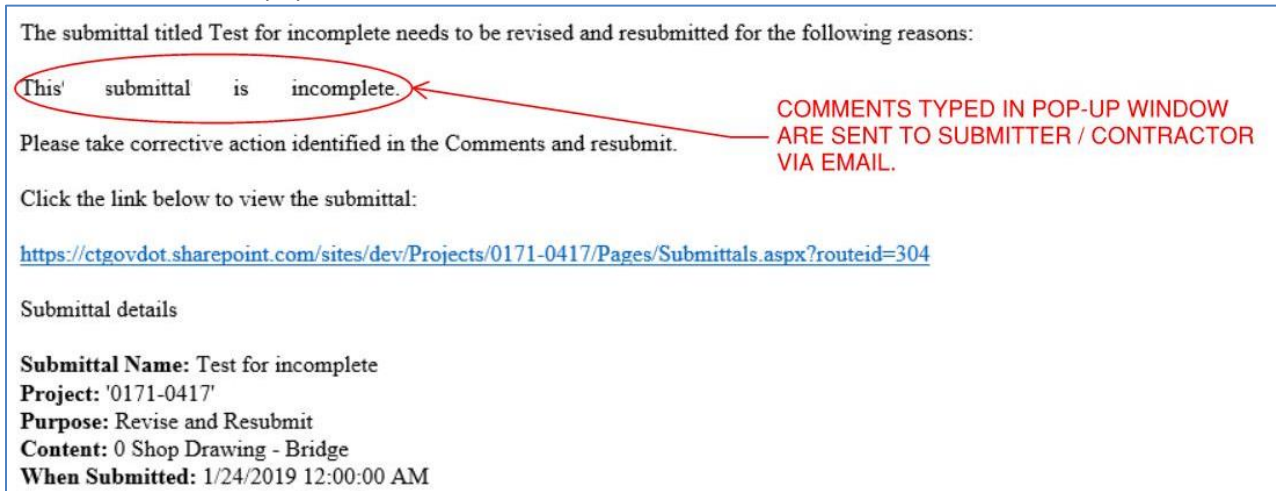 The submittal titled Test for incomplete needs to be revised and resubmitted for the following reasons:
This' submittal is incomplete.
COMMENTS TYPED IN POP-UP WINDOW
ARE SENT TO SUBMITTER / CONTRACTOR
VIA EMAIL.
Please take corrective action identified in the Comments and resubmit.
Click the link below to view the submittal:
https://ctgovdot.sharepoint.com/sites/dev/Projects/0171-0417/Pages/Submittals.aspx?routeid=304
Submittal details
Submittal Name: Test for incomplete
Project: '0171-0417'
Purpose: Revise and Resubmit
Content: 0 Shop Drawing - Bridge
When Submitted: 1/24/2019 12:00:00 AM